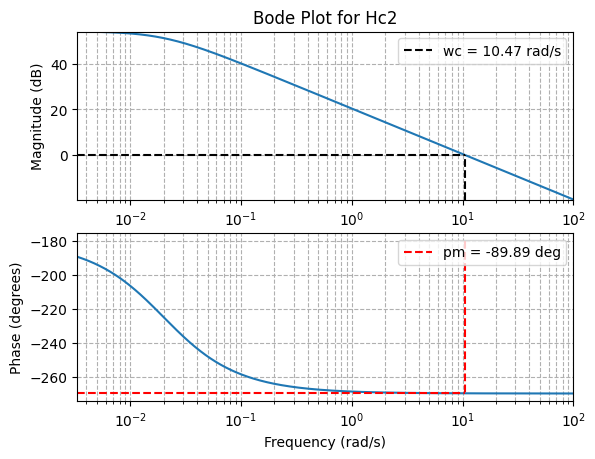 Bode Plot for Hc2
Magnitude (dB)
40
20
0
wc = 10.47 rad/s
10⁻² 10⁻¹ 10⁰ 10¹ 10²
Phase (degrees)
−180
−200
−220
−240
−260
pm = -89.89 deg
10⁻² 10⁻¹ 10⁰ 10¹ 10²
Frequency (rad/s)